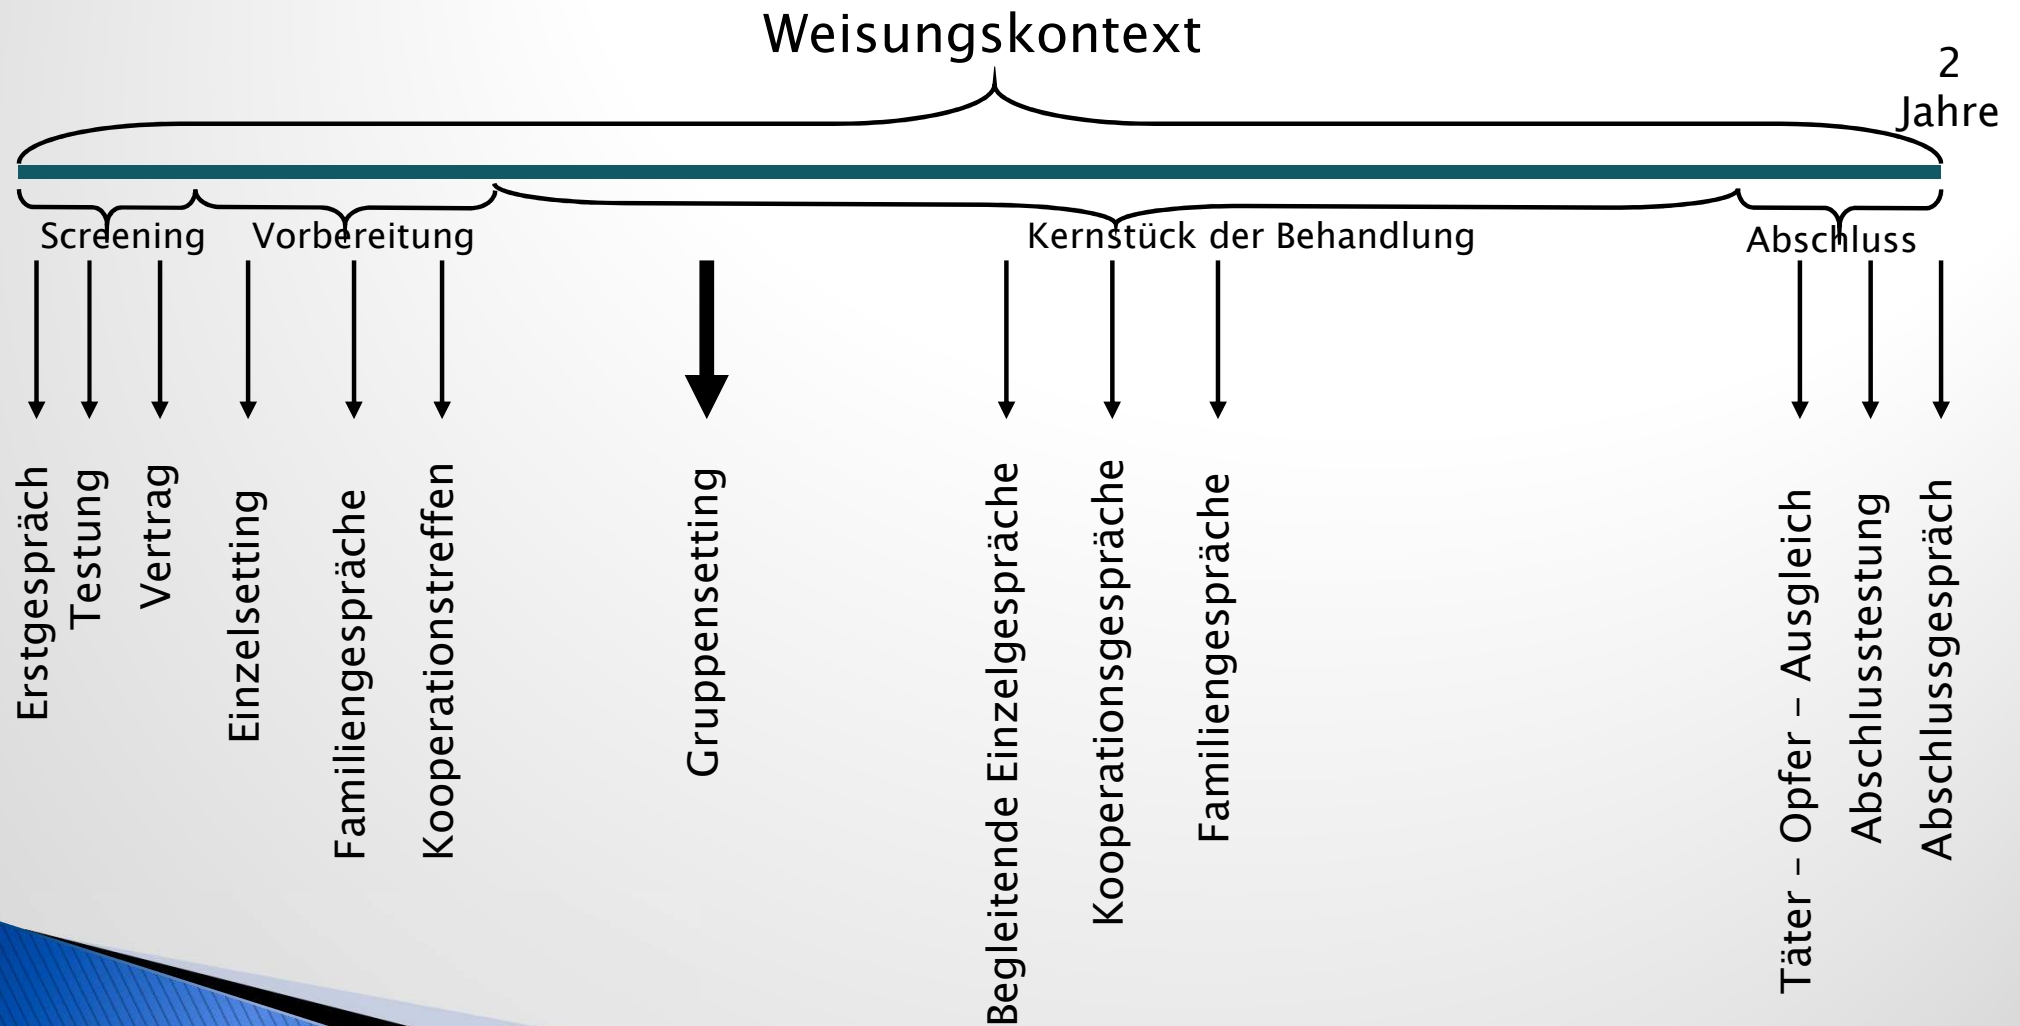 Weisungskontext
2
Jahre
Screening
Vorbereitung
Kernstück der Behandlung
Abschluss
Erstgespräch
Testung
Vertrag
Einzelsetting
Familiengespräche
Kooperationstreffen
Gruppensetting
Begleitende Einzelgespräche
Kooperationsgespräche
Familiengespräche
Täter – Opfer – Ausgleich
Abschlusstestung
Abschlussgespräch